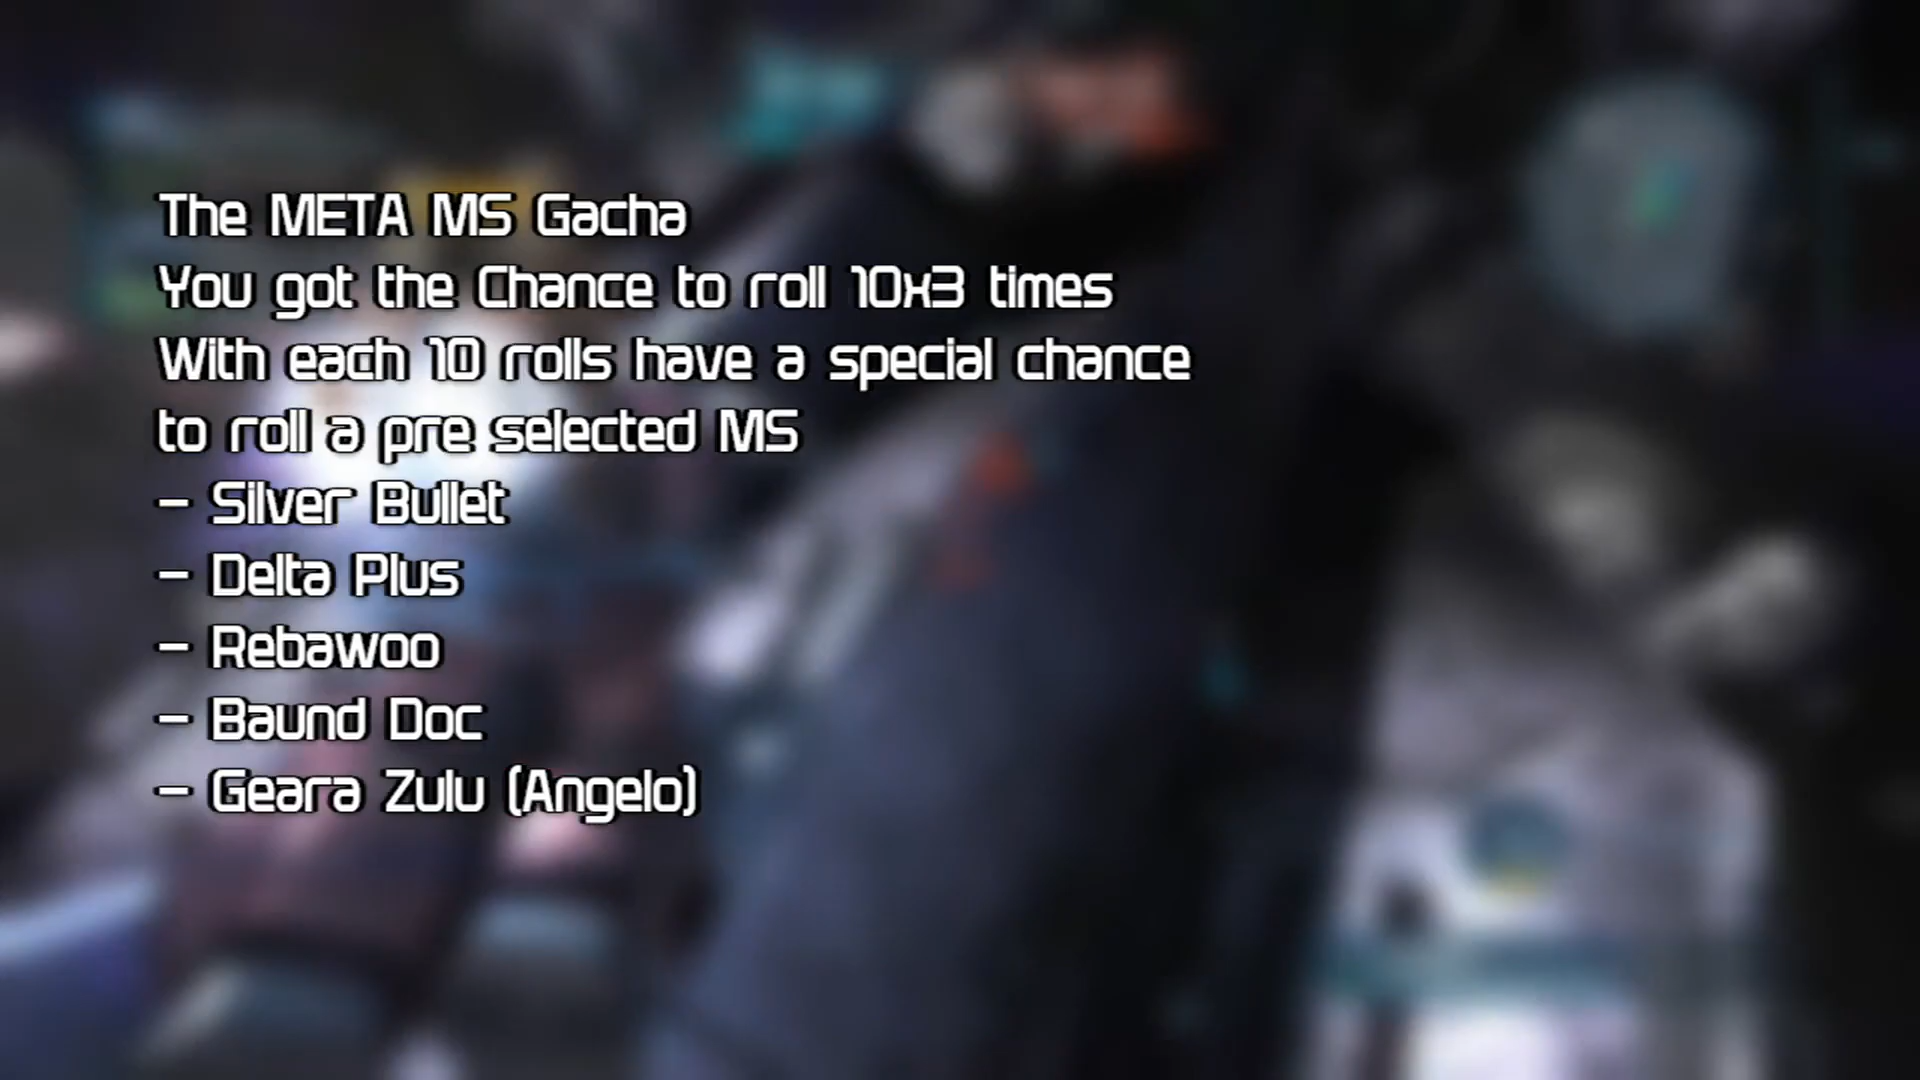 The META MS Gacha
You got the Chance to roll 10x3 times
With each 10 rolls have a special chance
to roll a pre selected MS
- Silver Bullet
- Delta Plus
- Rebawoo
- Baund Doc
- Geara Zulu (Angelo)